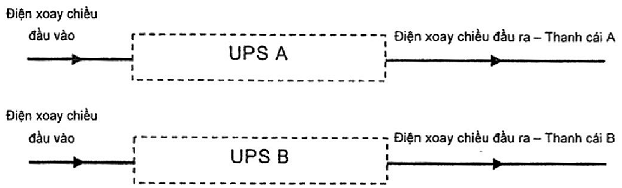 Điện xoay chiều
đầu vào
UPS A
Điện xoay chiều đầu ra – Thanh cái A
Điện xoay chiều
đầu vào
UPS B
Điện xoay chiều đầu ra – Thanh cái B